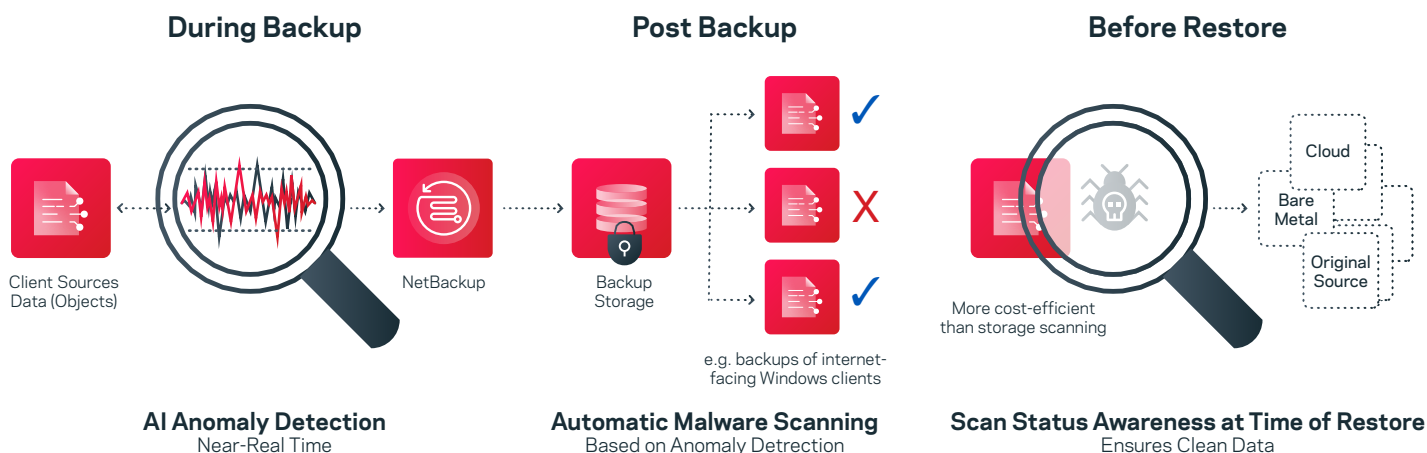 During Backup
Client Sources
Data (Objects)
NetBackup
AI Anomaly Detection
Near-Real Time
Post Backup
Backup
Storage
X
e.g. backups of internet-
facing Windows clients
Automatic Malware Scanning
Based on Anomaly Detrection
Before Restore
More cost-efficient
than storage scanning
Cloud
Bare
Metal
Original
Source
Scan Status Awareness at Time of Restore
Ensures Clean Data